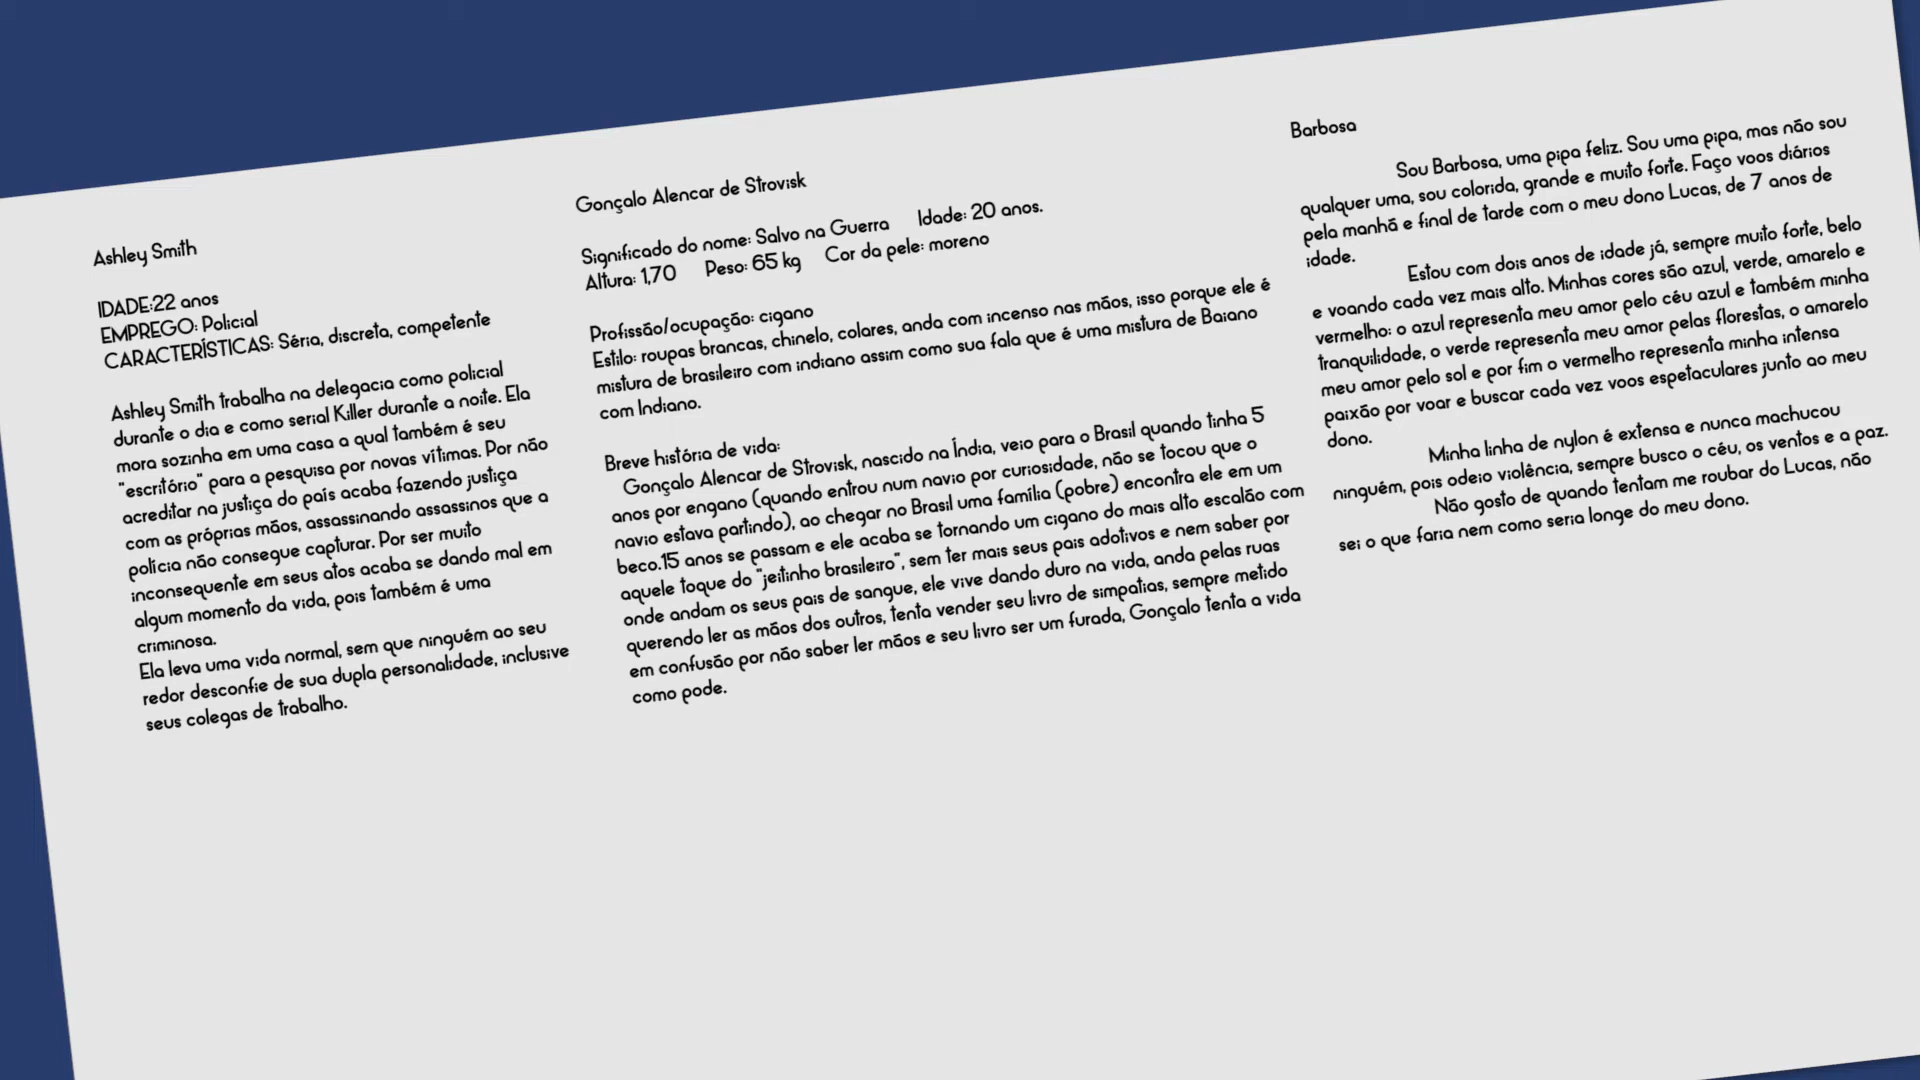 Ashley Smith
IDADE:22 anos
EMPREGO: Policial
CARACTERÍSTICAS: Séria, discreta, competente
Ashley Smith trabalha na delegacia como policial
durante o dia e como serial Killer durante a noite. Ela
mora sozinha em uma casa a qual também é seu
"escritório" para a pesquisa por novas vítimas. Por não
acreditar na justiça do país acaba fazendo justiça
com as próprias mãos, assassinando assassinos que a
polícia não consegue capturar. Por ser muito
inconsequente em seus atos acaba se dando mal em
algum momento da vida, pois também é uma
criminosa.
Ela leva uma vida normal, sem que ninguém ao seu
redor desconfie de sua dupla personalidade, inclusive
seus colegas de trabalho.
Gonçalo Alencar de Strovisk
Significado do nome: Salvo na Guerra Idade: 20 anos.
Altura: 1,70 Peso: 65 kg Cor da pele: moreno
Profissão/ocupação: cigano
Estilo: roupas brancas, chinelo, colares, anda com incenso nas mãos, isso porque ele é
mistura de brasileiro com indiano assim como sua fala que é uma mistura de Baiano
com Indiano.
Breve história de vida:
Gonçalo Alencar de Strovisk, nascido na Índia, veio para o Brasil quando tinha 5
anos por engano (quando entrou num navio por curiosidade, não se tocou que o
navio estava partindo), ao chegar no Brasil uma família (pobre) encontra ele em um
beco.15 anos se passam e ele acaba se tornando um cigano do mais alto escalão com
aquele toque do "jeitinho brasileiro", sem ter mais seus pais adotivos e nem saber por
onde andam os seus pais de sangue, ele vive dando duro na vida, anda pelas ruas
querendo ler as mãos dos outros, tenta vender seu livro de simpatias, sempre metido
em confusão por não saber ler mãos e seu livro ser um furada, Gonçalo tenta a vida
como pode.
Barbosa
Sou Barbosa, uma pipa feliz. Sou uma pipa, mas não sou
qualquer uma, sou colorida, grande e muito forte. Faço voos diários
pela manhã e final de tarde com o meu dono Lucas, de 7 anos de
idade.
Estou com dois anos de idade já, sempre muito forte, belo
e voando cada vez mais alto. Minhas cores são azul, verde, amarelo e
vermelho: o azul representa meu amor pelo céu azul e também minha
tranquilidade, o verde representa meu amor pelas florestas, o amarelo
meu amor pelo sol e por fim o vermelho representa minha intensa
paixão por voar e buscar cada vez voos espetaculares junto ao meu
dono.
Minha linha de nylon é extensa e nunca machucou
ninguém, pois odeio violência, sempre busco o céu, os ventos e a paz.
Não gosto de quando tentam me roubar do Lucas, não
sei o que faria nem como seria longe do meu dono.